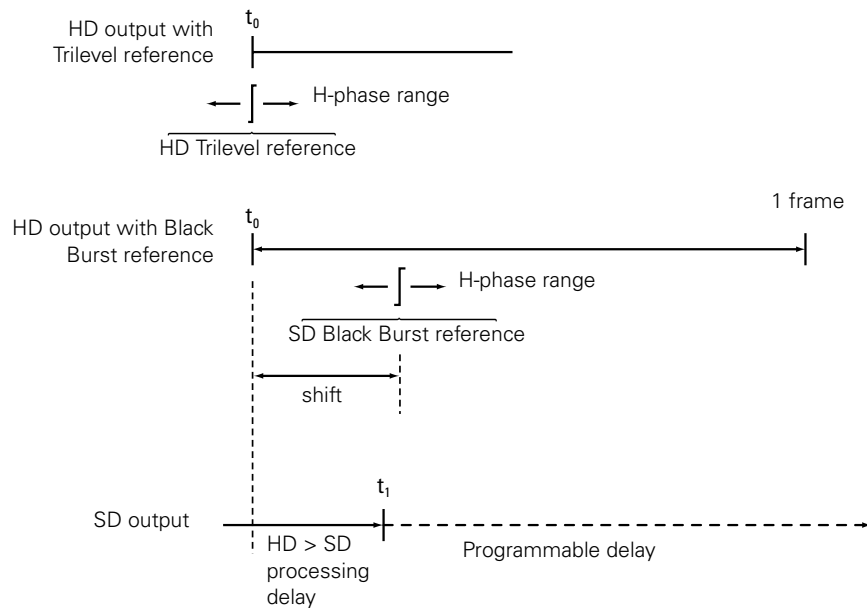 HD output with
Trilevel reference
t0
H-phase range
HD Trilevel reference
HD output with Black
Burst reference
t0
1 frame
H-phase range
SD Black Burst reference
shift
SD output
t1
HD > SD
processing
delay
Programmable delay